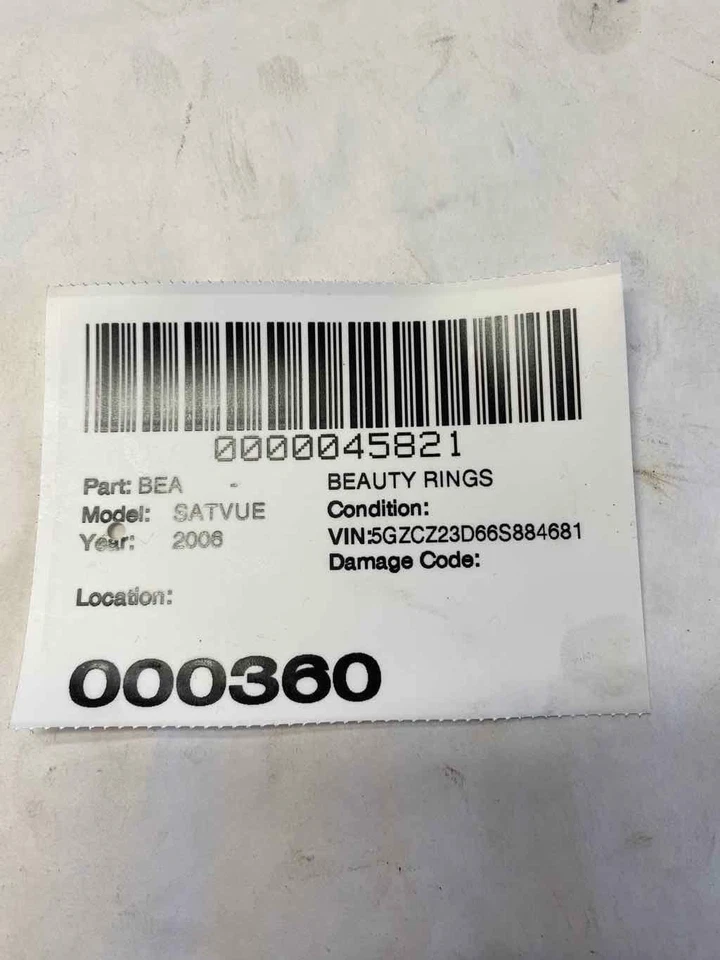 0000045821
Part: BEA - BEAUTY RINGS
Model: SATVUE Condition:
Year: 2006 VIN:5GZCZ23D66S884681
Damage Code:
Location:
000360